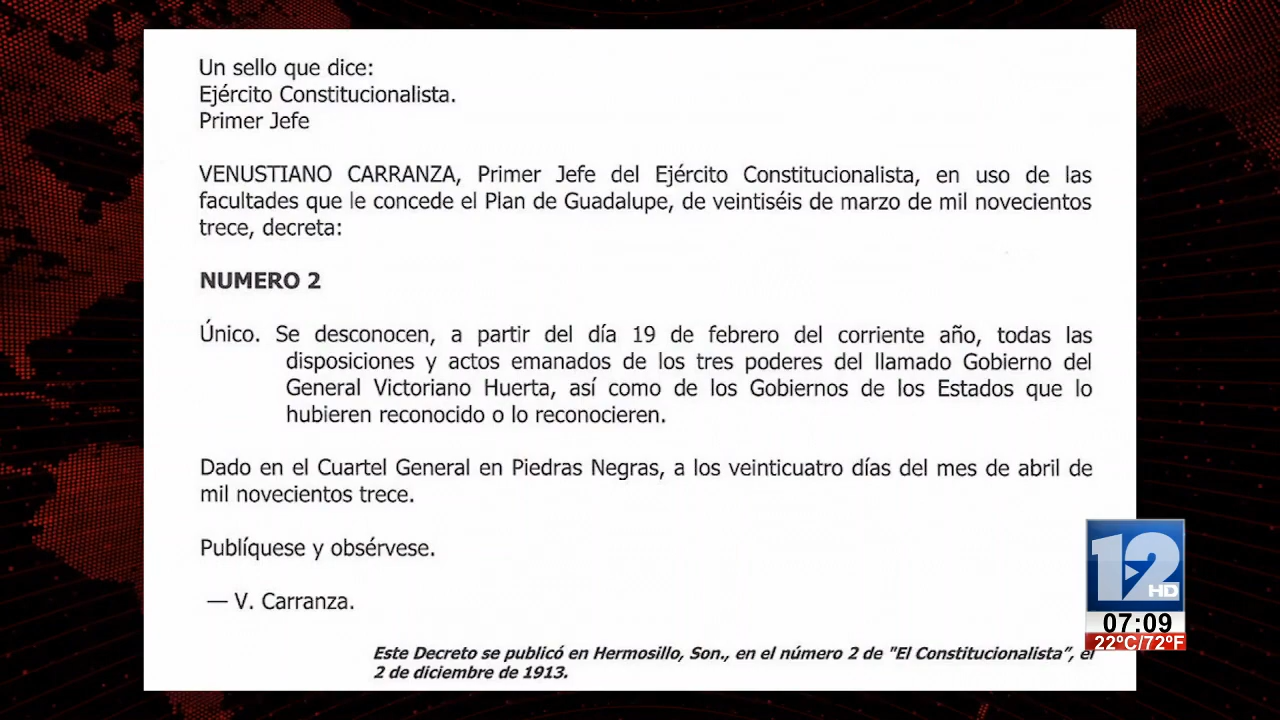 Un sello que dice:
Ejército Constitucionalista.
Primer Jefe
VENUSTIANO CARRANZA, Primer Jefe del Ejército Constitucionalista, en uso de las
facultades que le concede el Plan de Guadalupe, de veintiséis de marzo de mil novecientos
trece, decreta:
NUMERO 2
Único. Se desconocen, a partir del día 19 de febrero del corriente año, todas las
disposiciones y actos emanados de los tres poderes del llamado Gobierno del
General Victoriano Huerta, así como de los Gobiernos de los Estados que lo
hubieren reconocido o lo reconocieren.
Dado en el Cuartel General en Piedras Negras, a los veinticuatro días del mes de abril de
mil novecientos trece.
Publíquese y obsérvese.
— V. Carranza.
Este Decreto se publicó en Hermosillo, Son., en el número 2 de "El Constitucionalista", el
2 de diciembre de 1913.
12
HD
07:09
22ºC/72ºF